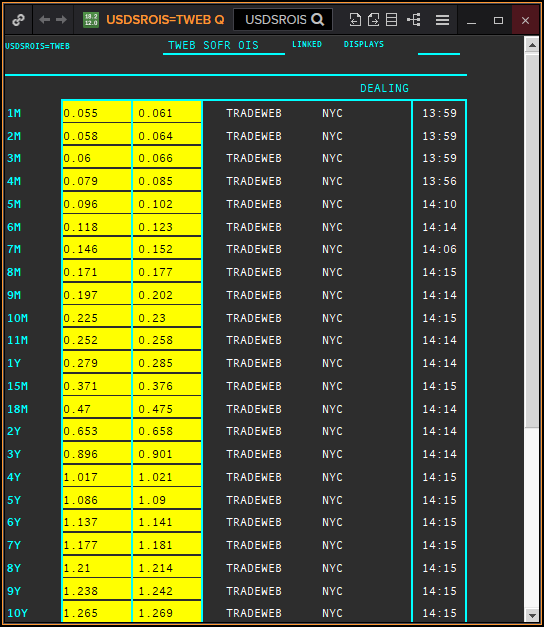 18.2 12.0 USDSROIS=TWEB Q USDSROIS
USDSROIS=TWEB TWEB SOFR OIS LINKED DISPLAYS
DEALING
1M 0.055 0.061 TRADEWEB NYC 13:59
2M 0.058 0.064 TRADEWEB NYC 13:59
3M 0.06 0.066 TRADEWEB NYC 13:59
4M 0.079 0.085 TRADEWEB NYC 13:56
5M 0.096 0.102 TRADEWEB NYC 14:10
6M 0.118 0.123 TRADEWEB NYC 14:14
7M 0.146 0.152 TRADEWEB NYC 14:06
8M 0.171 0.177 TRADEWEB NYC 14:15
9M 0.197 0.202 TRADEWEB NYC 14:14
10M 0.225 0.23 TRADEWEB NYC 14:15
11M 0.252 0.258 TRADEWEB NYC 14:14
1Y 0.279 0.285 TRADEWEB NYC 14:14
15M 0.371 0.376 TRADEWEB NYC 14:15
18M 0.47 0.475 TRADEWEB NYC 14:14
2Y 0.653 0.658 TRADEWEB NYC 14:14
3Y 0.896 0.901 TRADEWEB NYC 14:14
4Y 1.017 1.021 TRADEWEB NYC 14:15
5Y 1.086 1.09 TRADEWEB NYC 14:15
6Y 1.137 1.141 TRADEWEB NYC 14:15
7Y 1.177 1.181 TRADEWEB NYC 14:15
8Y 1.21 1.214 TRADEWEB NYC 14:15
9Y 1.238 1.242 TRADEWEB NYC 14:15
10Y 1.265 1.269 TRADEWEB NYC 14:15